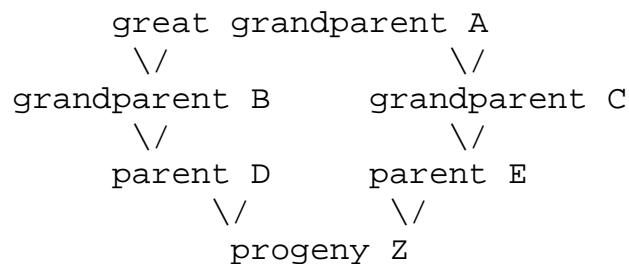 great grandparent A
\/ \/
grandparent B grandparent C
\/ \/
parent D parent E
\/ \/
progeny Z